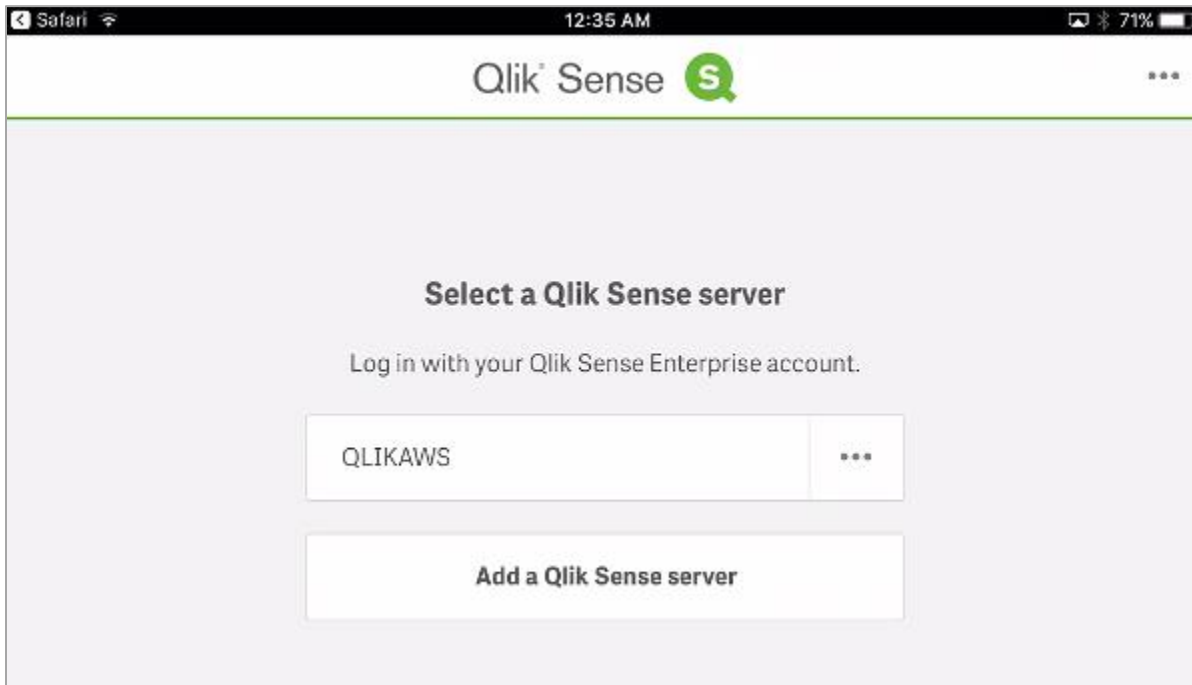 Safari 12:35 AM 71%
Qlik Sense S
Select a Qlik Sense server
Log in with your Qlik Sense Enterprise account.
QLIKAWS
Add a Qlik Sense server